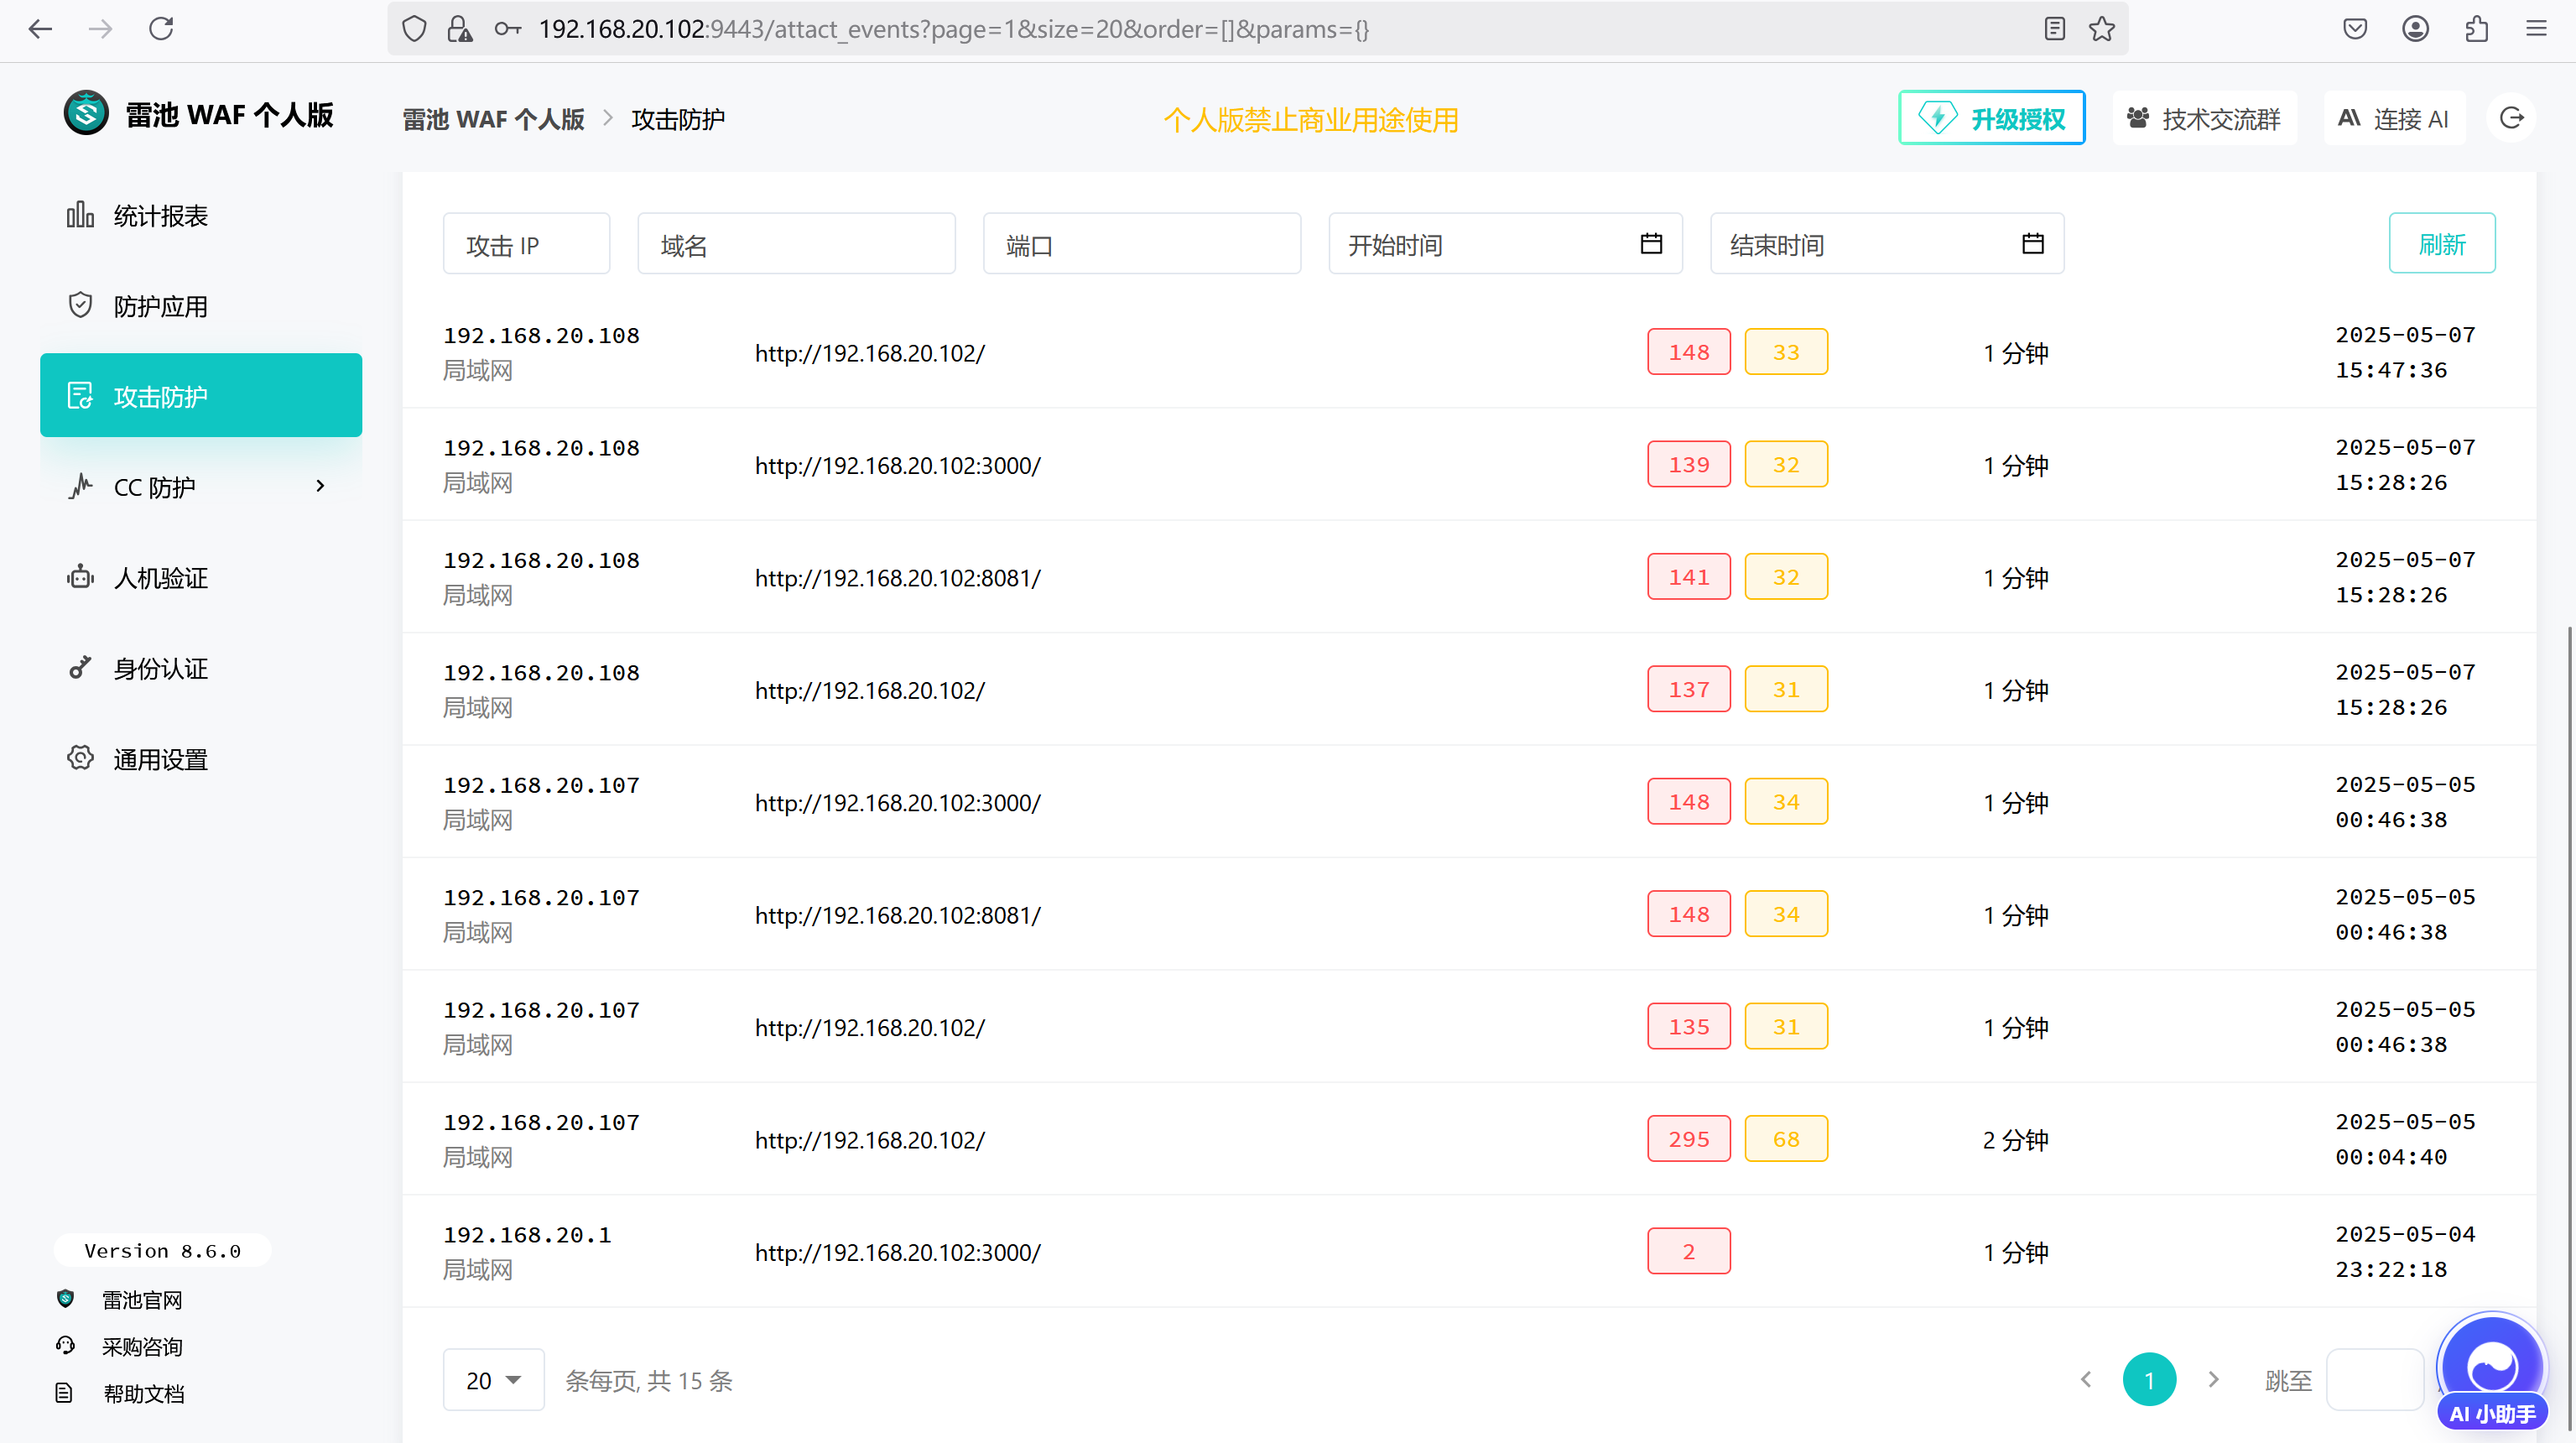 192.168.20.102:9443/attact_events?page=1&size=20&order=[]&params={}
雷池 WAF 个人版
雷池 WAF 个人版 > 攻击防护
个人版禁止商业用途使用
升级授权
技术交流群
连接 AI
统计报表
防护应用
攻击防护
CC 防护
人机验证
身份认证
通用设置
Version 8.6.0
雷池官网
采购咨询
帮助文档
攻击 IP
域名
端口
开始时间
结束时间
刷新
192.168.20.108
局域网
http://192.168.20.102/
148 33
1 分钟
2025-05-07
15:47:36
192.168.20.108
局域网
http://192.168.20.102:3000/
139 32
1 分钟
2025-05-07
15:28:26
192.168.20.108
局域网
http://192.168.20.102:8081/
141 32
1 分钟
2025-05-07
15:28:26
192.168.20.108
局域网
http://192.168.20.102/
137 31
1 分钟
2025-05-07
15:28:26
192.168.20.107
局域网
http://192.168.20.102:3000/
148 34
1 分钟
2025-05-05
00:46:38
192.168.20.107
局域网
http://192.168.20.102:8081/
148 34
1 分钟
2025-05-05
00:46:38
192.168.20.107
局域网
http://192.168.20.102/
135 31
1 分钟
2025-05-05
00:46:38
192.168.20.107
局域网
http://192.168.20.102/
295 68
2 分钟
2025-05-05
00:04:40
192.168.20.1
局域网
http://192.168.20.102:3000/
2
1 分钟
2025-05-04
23:22:18
20 条每页, 共 15 条
1
跳至
AI 小助手